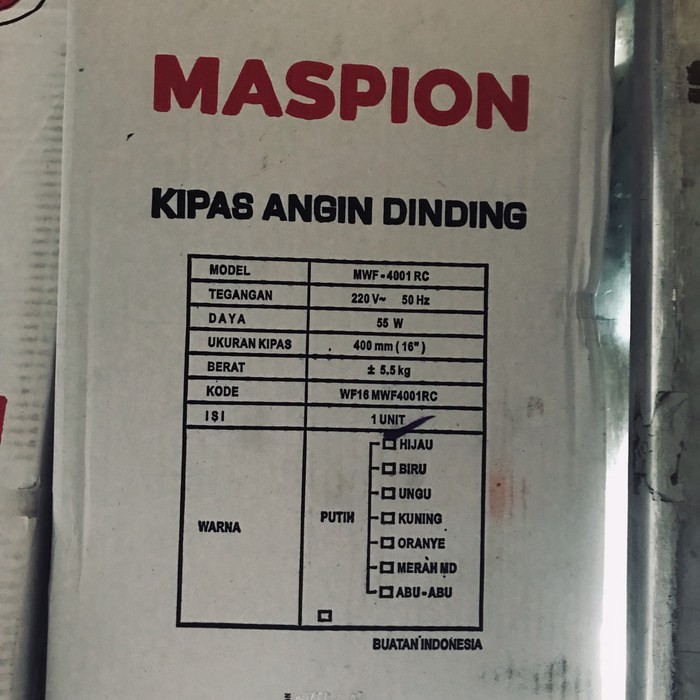 MASPION
KIPAS ANGIN DINDING
MODEL MWF-4001 RC
TEGANGAN 220 V~ 50 Hz
DAYA 55 W
UKURAN KIPAS 400 mm (16")
BERAT ± 5.5 kg
KODE WF16 MWF4001RC
ISI 1 UNIT
HIJAU
BIRU
UNGU
WARNA PUTIH KUNING
ORANYE
MERAH MD
ABU-ABU
BUATAN INDONESIA